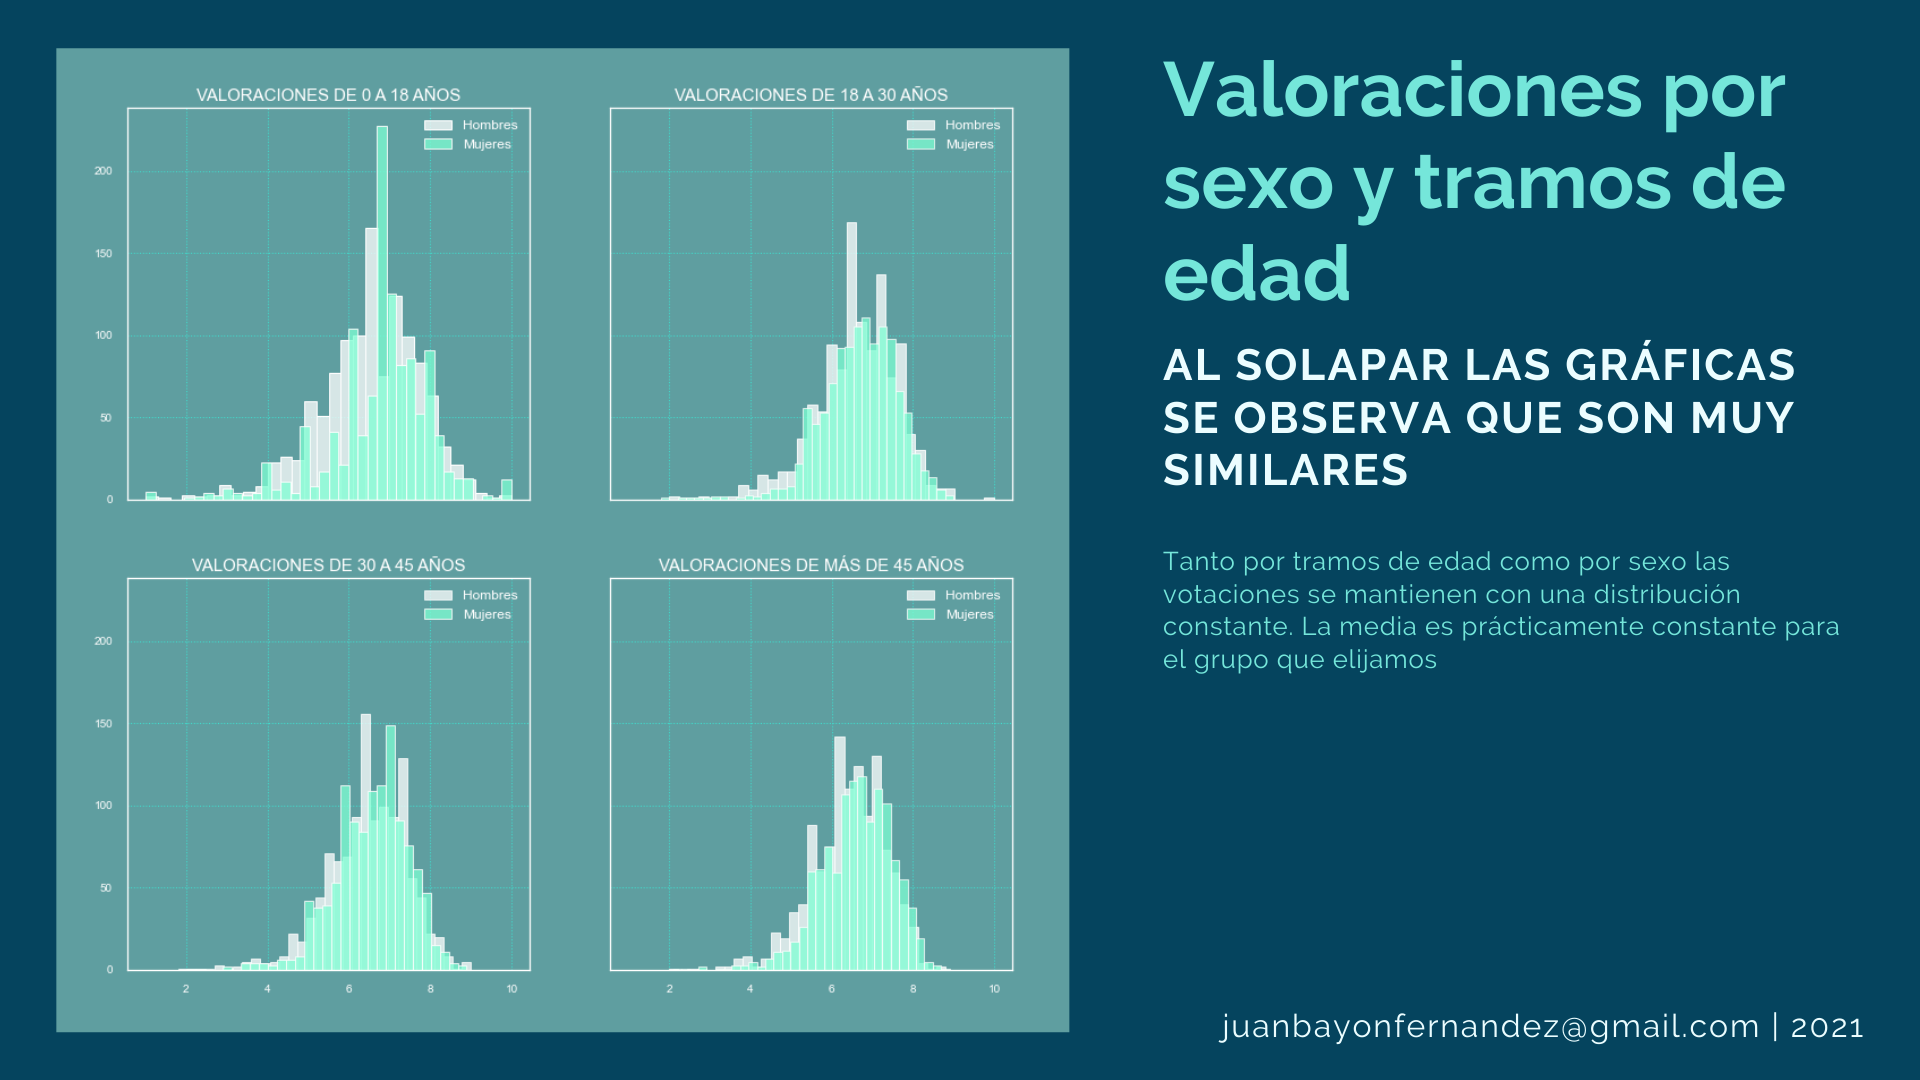 VALORACIONES DE 0 A 18 AÑOS
Hombres
Mujeres
200
150
100
50
0
VALORACIONES DE 18 A 30 AÑOS
Hombres
Mujeres
VALORACIONES DE 30 A 45 AÑOS
Hombres
Mujeres
200
150
100
50
0
2 4 6 8 10
VALORACIONES DE MÁS DE 45 AÑOS
Hombres
Mujeres
2 4 6 8 10
Valoraciones por
sexo y tramos de
edad
AL SOLAPAR LAS GRÁFICAS
SE OBSERVA QUE SON MUY
SIMILARES
Tanto por tramos de edad como por sexo las
votaciones se mantienen con una distribución
constante. La media es prácticamente constante para
el grupo que elijamos
juanbayonfernandez@gmail.com | 2021